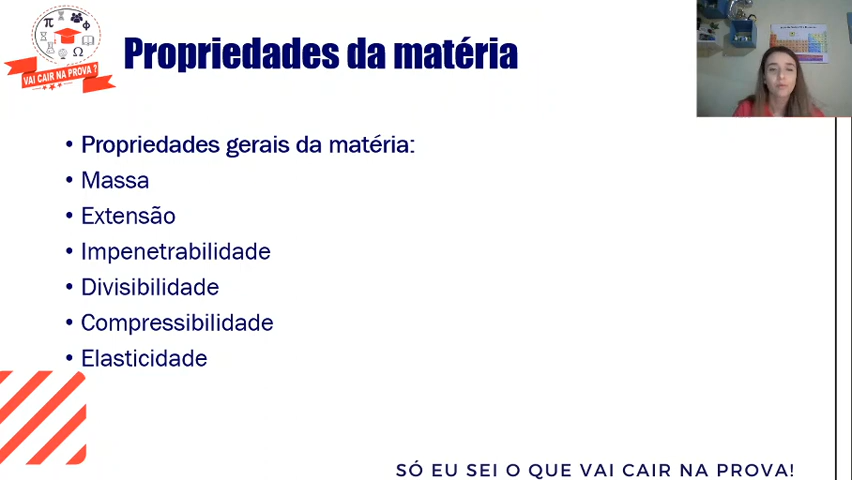 π
Φ
Ω
VAI CAIR NA PROVA ?
Propriedades da matéria
• Propriedades gerais da matéria:
• Massa
• Extensão
• Impenetrabilidade
• Divisibilidade
• Compressibilidade
• Elasticidade
SÓ EU SEI O QUE VAI CAIR NA PROVA!